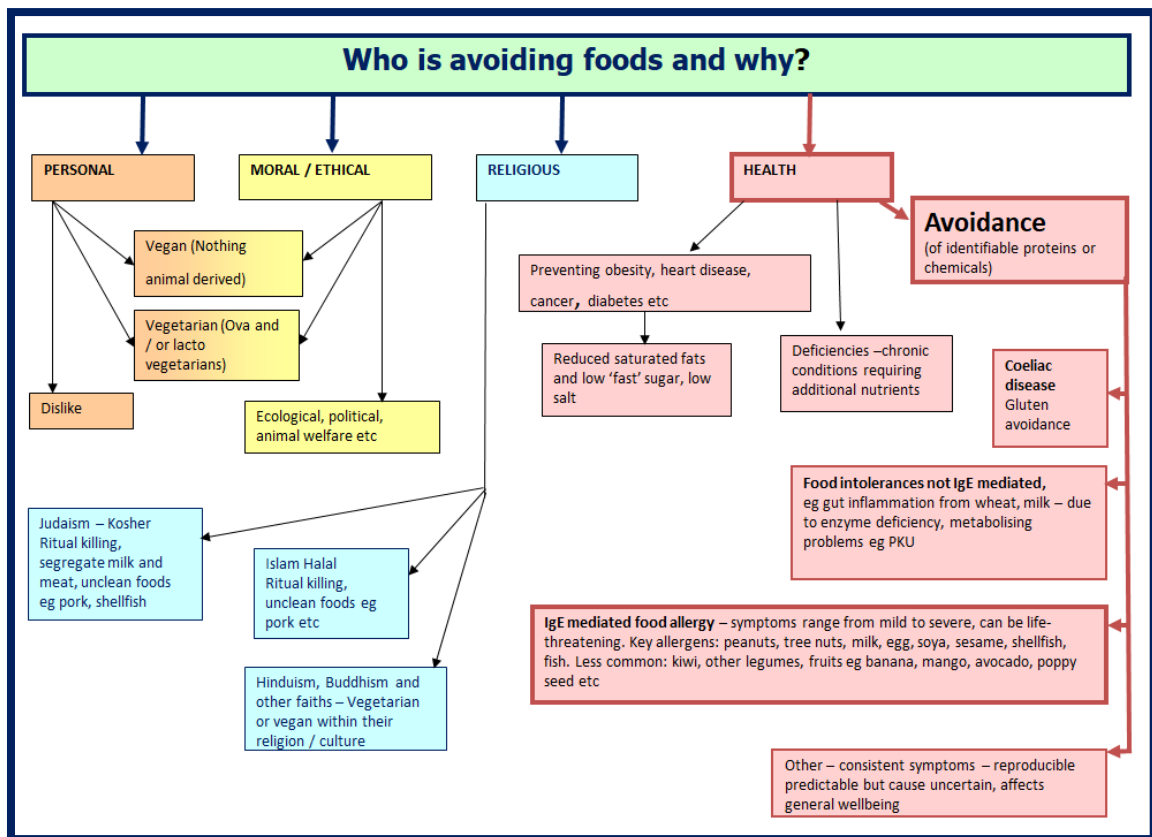 Who is avoiding foods and why?
PERSONAL
MORAL / ETHICAL
RELIGIOUS
HEALTH
Avoidance
(of identifiable proteins or
chemicals)
Vegan (Nothing
animal derived)
Vegetarian (Ova and
/ or lacto
vegetarians)
Dislike
Ecological, political,
animal welfare etc
Preventing obesity, heart disease,
cancer, diabetes etc
Reduced saturated fats
and low ‘fast’ sugar, low
salt
Deficiencies –chronic
conditions requiring
additional nutrients
Coeliac
disease
Gluten
avoidance
Food intolerances not IgE mediated,
eg gut inflammation from wheat, milk – due
to enzyme deficiency, metabolising
problems eg PKU
Judaism – Kosher
Ritual killing,
segregate milk and
meat, unclean foods
eg pork, shellfish
Islam Halal
Ritual killing,
unclean foods eg
pork etc
Hinduism, Buddhism and
other faiths – Vegetarian
or vegan within their
religion / culture
IgE mediated food allergy – symptoms range from mild to severe, can be life-
threatening. Key allergens: peanuts, tree nuts, milk, egg, soya, sesame, shellfish,
fish. Less common: kiwi, other legumes, fruits eg banana, mango, avocado, poppy
seed etc
Other – consistent symptoms – reproducible
predictable but cause uncertain, affects
general wellbeing